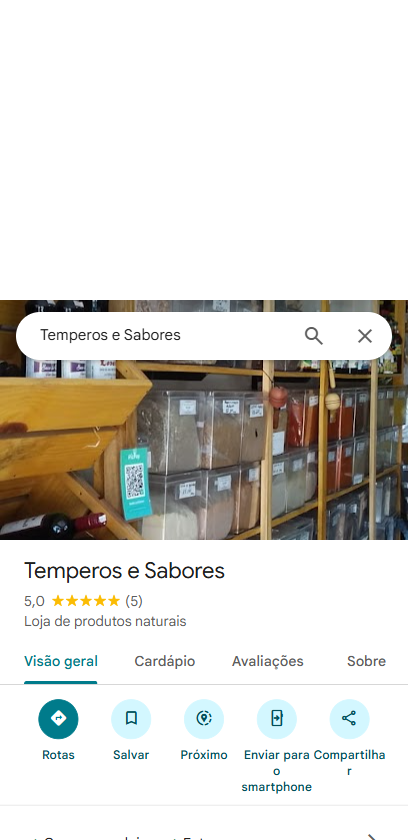 Temperos e Sabores
Temperos e Sabores
5,0 (5)
Loja de produtos naturais
Visão geral Cardápio Avaliações Sobre
Rotas Salvar Próximo Enviar para o smartphone Compartilhar